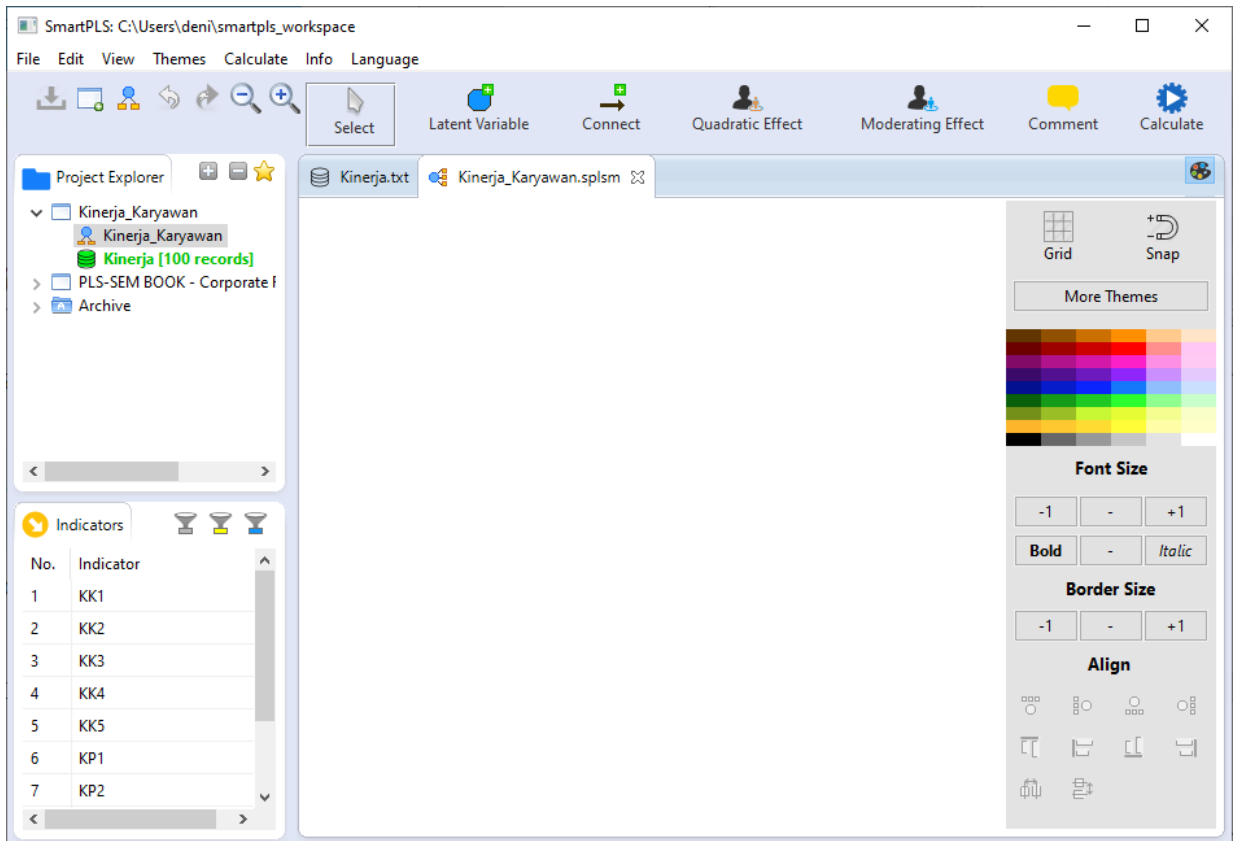 SmartPLS: C:\Users\deni\smartpls_workspace
File Edit View Themes Calculate Info Language
Select Latent Variable Connect Quadratic Effect Moderating Effect Comment Calculate
Project Explorer
Kinerja_Karyawan
Kinerja_Karyawan
Kinerja [100 records]
PLS-SEM BOOK - Corporate
Archive
Indicators
No. Indicator
1 KK1
2 KK2
3 KK3
4 KK4
5 KK5
6 KP1
7 KP2
Kinerja.txt Kinerja_Karyawan.splsm
Grid Snap
More Themes
Font Size
-1 - +1
Bold - Italic
Border Size
-1 - +1
Align